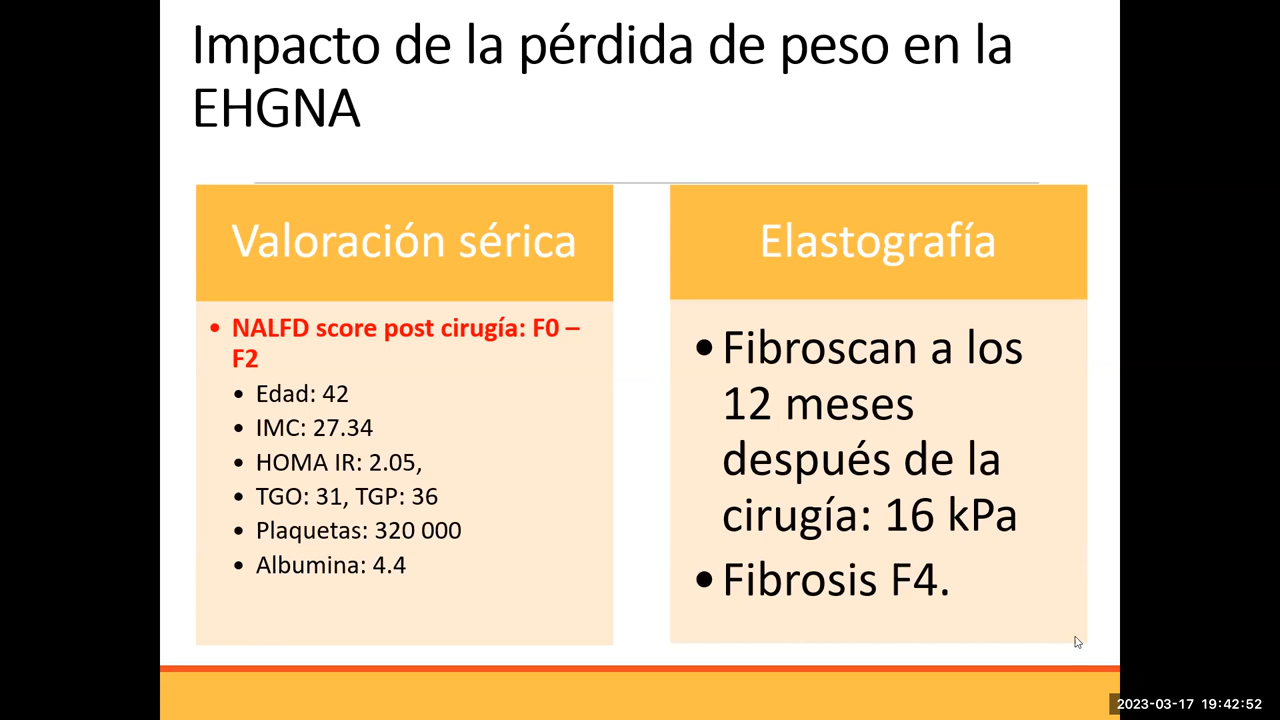 Impacto de la pérdida de peso en la
EHGNA
Valoración sérica
• NALFD score post cirugía: F0 –
F2
• Edad: 42
• IMC: 27.34
• HOMA IR: 2.05,
• TGO: 31, TGP: 36
• Plaquetas: 320 000
• Albumina: 4.4
Elastografía
• Fibroscan a los
12 meses
después de la
cirugía: 16 kPa
• Fibrosis F4.
2023-03-17 19:42:52